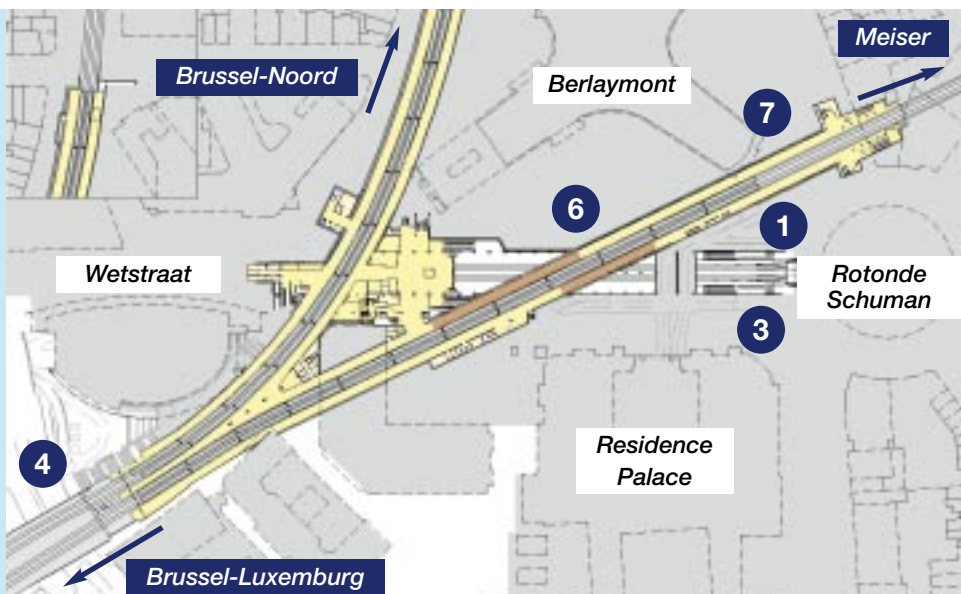 Meiser
Brussel-Noord
Berlaymont
7
6
1
Wetstraat
Rotonde
Schuman
3
Residence
Palace
4
Brussel-Luxemburg